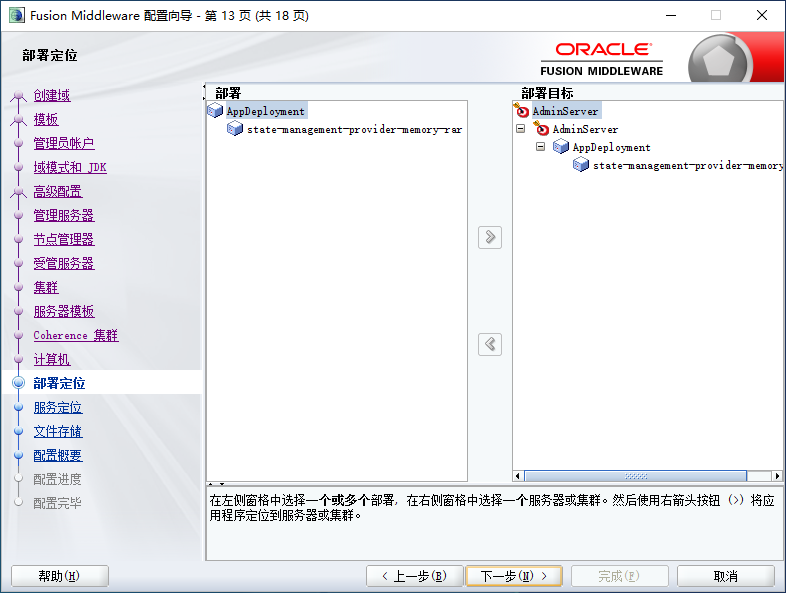 Fusion Middleware 配置向导 - 第 13 页 (共 18 页)
部署定位
ORACLE
FUSION MIDDLEWARE
创建域
模板
管理员帐户
域模式和 JDK
高级配置
管理服务器
节点管理器
受管服务器
集群
服务器模板
Coherence 集群
计算机
部署定位
服务定位
文件存储
配置概要
配置进度
配置完毕
部署
AppDeployment
state-management-provider-memory-rar
部署目标
AdminServer
AdminServer
AppDeployment
state-management-provider-memory
在左侧窗格中选择一个或多个部署, 在右侧窗格中选择一个服务器或集群。然后使用右箭头按钮 (>) 将应
用程序定位到服务器或集群。
帮助(H)
< 上一步(B)
下一步(N) >
完成(F)
取消